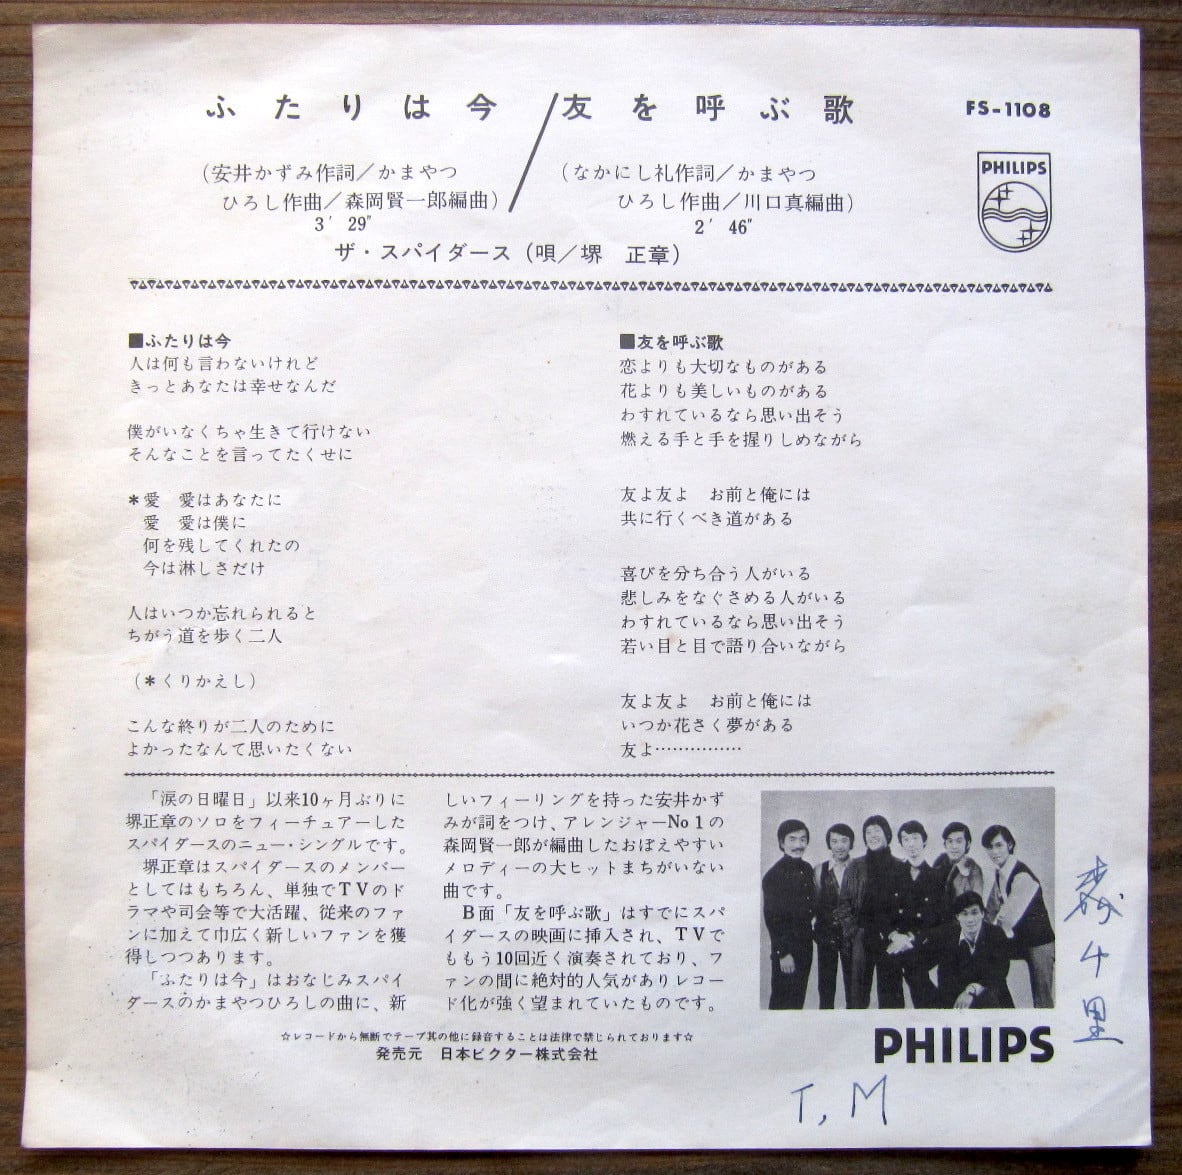 ふたりは今／友を呼ぶ歌
FS-1108
PHILIPS
（安井かずみ作詞／かまやつ
ひろし作曲／森岡賢一郎編曲）
3′ 29″
（なかにし礼作詞／かまやつ
ひろし作曲／川口真編曲）
2′ 46″
ザ・スパイダース（唄／堺　正章）
■ふたりは今
人は何も言わないけれど
きっとあなたは幸せなんだ
僕がいなくちゃ生きて行けない
そんなことを言ってたくせに
＊愛　愛はあなたに
愛　愛は僕に
何を残してくれたの
今は淋しさだけ
人はいつか忘れられると
ちがう道を歩く二人
（＊くりかえし）
こんな終りが二人のために
よかったなんて思いたくない
■友を呼ぶ歌
恋よりも大切なものがある
花よりも美しいものがある
わすれているなら思い出そう
燃える手と手を握りしめながら
友よ友よ　お前と俺には
共に行くべき道がある
喜びを分ち合う人がいる
悲しみをなぐさめる人がいる
わすれているなら思い出そう
若い目と目で語り合いながら
友よ友よ　お前と俺には
いつか花さく夢がある
友よ……………
「涙の日曜日」以来10ヶ月ぶりに
堺正章のソロをフィーチュアーした
スパイダースのニュー・シングルです。
堺正章はスパイダースのメンバー
としてはもちろん、単独でTVのド
ラマや司会等で大活躍、従来のファ
ンに加えて巾広く新しいファンを獲
得しつつあります。
「ふたりは今」はおなじみスパイ
ダースのかまやつひろしの曲に、新
しいフィーリングを持った安井かず
みが詞をつけ、アレンジャーNo1の
森岡賢一郎が編曲したおぼえやすい
メロディーの大ヒットまちがいない
曲です。
B面「友を呼ぶ歌」はすでにスパ
イダースの映画に挿入され、TVで
ももう10回近く演奏されており、フ
ァンの間に絶対的人気がありレコー
ド化が強く望まれていたものです。
☆レコードから無断でテープ其の他に録音することは法律で禁じられております☆
発売元　日本ビクター株式会社
PHILIPS
T, M